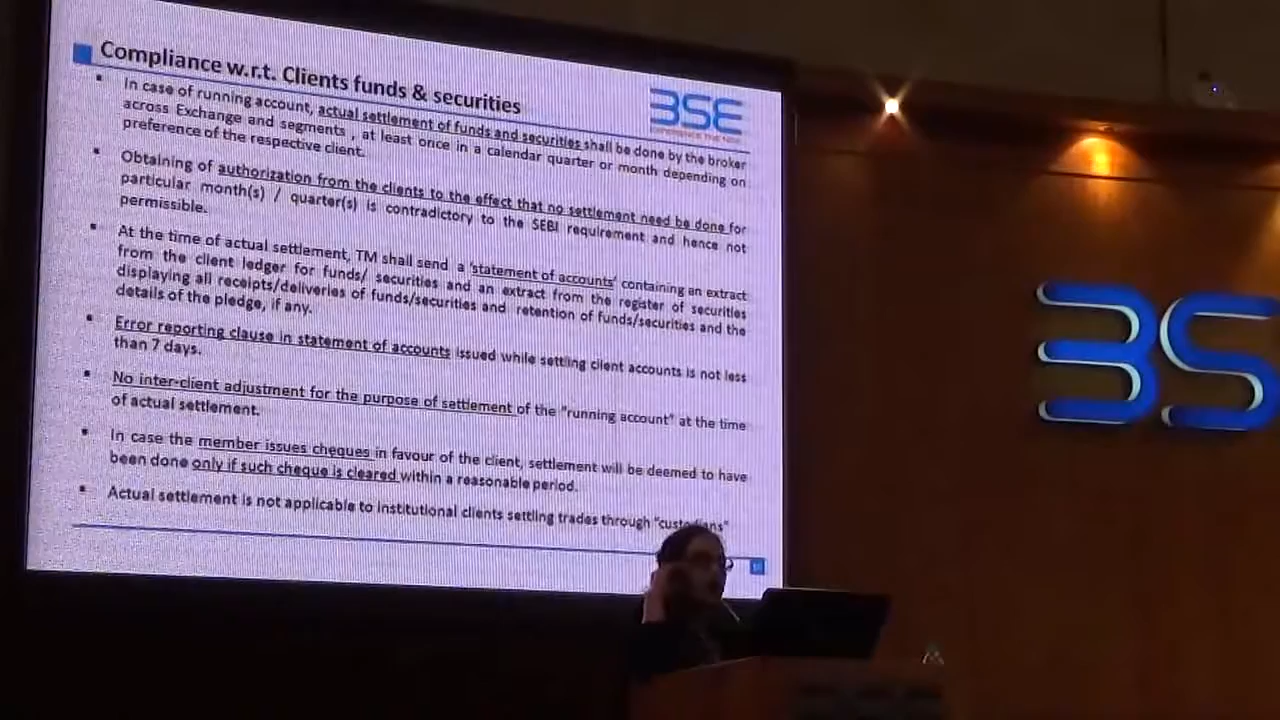 Compliance w.r.t. Clients funds & securities
BSE
In case of running account, actual settlement of funds and securities shall be done by the broker
across Exchange and segments , at least once in a calendar quarter or month depending on
preference of the respective client.
Obtaining of authorization from the clients to the effect that no settlement need be done for
particular month(s) / quarter(s) is contradictory to the SEBI requirement and hence not
permissible.
At the time of actual settlement, TM shall send a 'statement of accounts' containing an extract
from the client ledger for funds/ securities and an extract from the register of securities
displaying all receipts/deliveries of funds/securities and retention of funds/securities and the
details of the pledge, if any.
Error reporting clause in statement of accounts issued while settling client accounts is not less
than 7 days.
No inter-client adjustment for the purpose of settlement of the "running account" at the time
of actual settlement.
In case the member issues cheques in favour of the client, settlement will be deemed to have
been done only if such cheque is cleared within a reasonable period.
Actual settlement is not applicable to institutional clients settling trades through "custodians"
BS